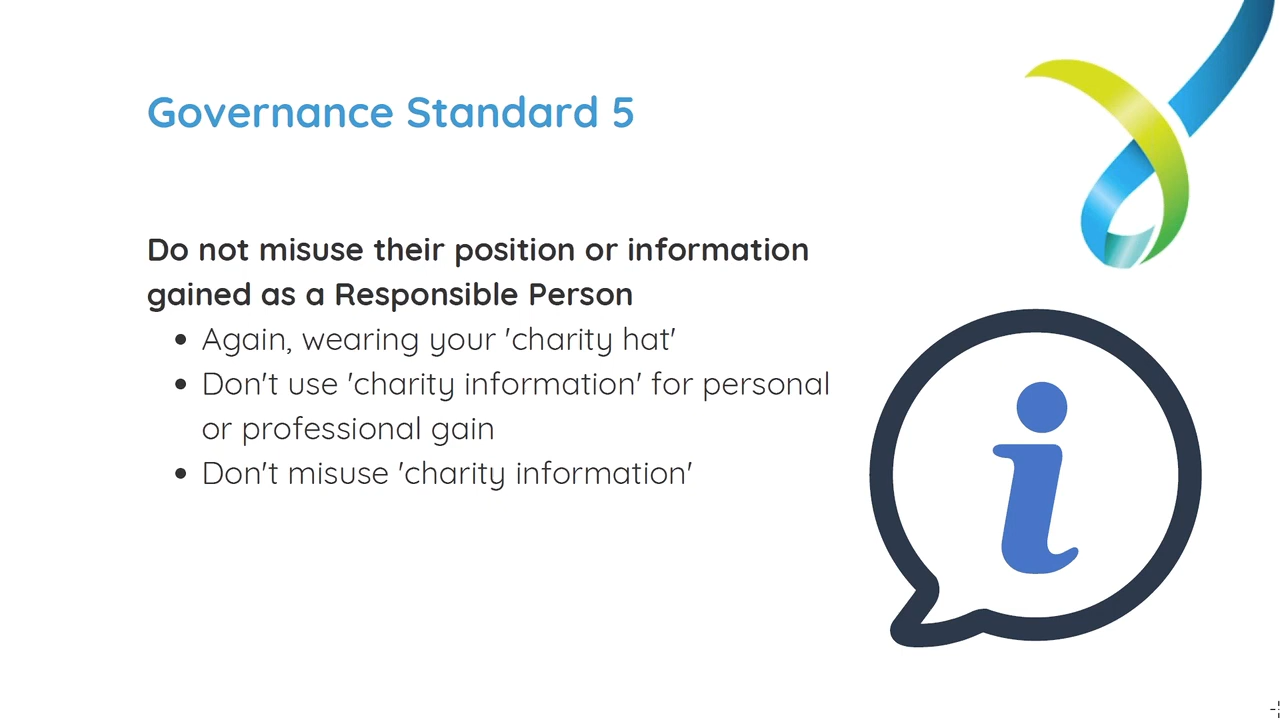 Governance Standard 5
Do not misuse their position or information
gained as a Responsible Person
• Again, wearing your 'charity hat'
• Don't use 'charity information' for personal
or professional gain
• Don't misuse 'charity information'
i